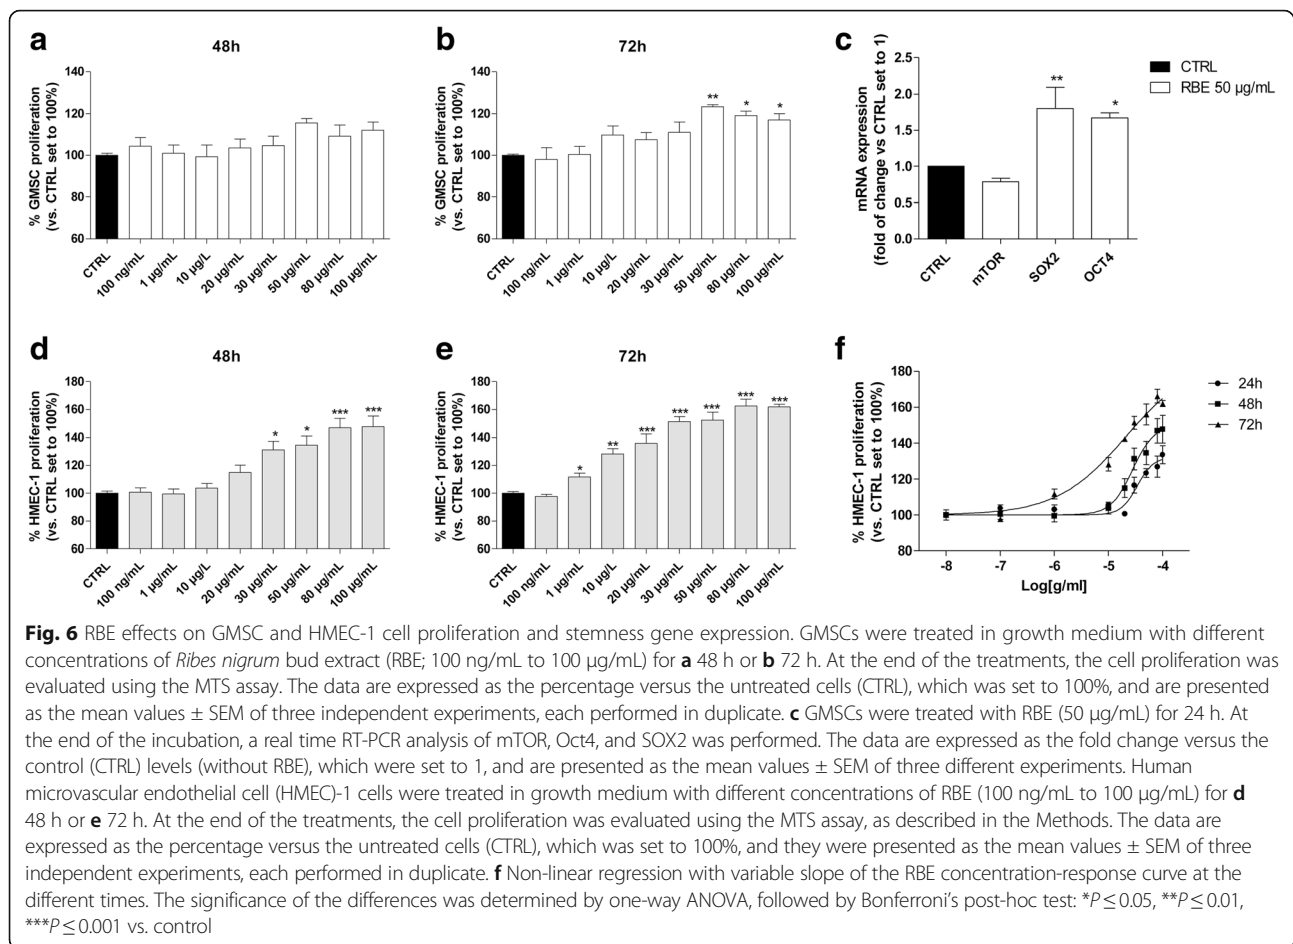 a
48h
% GMSC proliferation
(vs. CTRL set to 100%)
140
120
100
80
60
CTRL
100 ng/mL
1 µg/mL
10 µg/L
20 µg/mL
30 µg/mL
50 µg/mL
80 µg/mL
100 µg/mL
b
72h
% GMSC proliferation
(vs. CTRL set to 100%)
140
120
100
80
60
**
*
*
CTRL
100 ng/mL
1 µg/mL
10 µg/L
20 µg/mL
30 µg/mL
50 µg/mL
80 µg/mL
100 µg/mL
c
mRNA expression
(fold of change vs CTRL set to 1)
2.5
2.0
1.5
1.0
0.5
0.0
**
*
CTRL
mTOR
SOX2
OCT4
CTRL
RBE 50 µg/mL
d
48h
% HMEC-1 proliferation
(vs. CTRL set to 100%)
180
160
140
120
100
80
60
*
*
***
***
CTRL
100 ng/mL
1 µg/mL
10 µg/L
20 µg/mL
30 µg/mL
50 µg/mL
80 µg/mL
100 µg/mL
e
72h
% HMEC-1 proliferation
(vs. CTRL set to 100%)
180
160
140
120
100
80
60
*
**
***
***
***
***
***
CTRL
100 ng/mL
1 µg/mL
10 µg/L
20 µg/mL
30 µg/mL
50 µg/mL
80 µg/mL
100 µg/mL
f
% HMEC-1 proliferation
(vs. CTRL set to 100%)
180
160
140
120
100
80
-8
-7
-6
-5
-4
Log[g/ml]
24h
48h
72h
Fig. 6 RBE effects on GMSC and HMEC-1 cell proliferation and stemness gene expression. GMSCs were treated in growth medium with different
concentrations of Ribes nigrum bud extract (RBE; 100 ng/mL to 100 µg/mL) for a 48 h or b 72 h. At the end of the treatments, the cell proliferation was
evaluated using the MTS assay. The data are expressed as the percentage versus the untreated cells (CTRL), which was set to 100%, and are presented
as the mean values ± SEM of three independent experiments, each performed in duplicate. c GMSCs were treated with RBE (50 µg/mL) for 24 h. At
the end of the incubation, a real time RT-PCR analysis of mTOR, Oct4, and SOX2 was performed. The data are expressed as the fold change versus the
control (CTRL) levels (without RBE), which were set to 1, and are presented as the mean values ± SEM of three different experiments. Human
microvascular endothelial cell (HMEC)-1 cells were treated in growth medium with different concentrations of RBE (100 ng/mL to 100 µg/mL) for d
48 h or e 72 h. At the end of the treatments, the cell proliferation was evaluated using the MTS assay, as described in the Methods. The data are
expressed as the percentage versus the untreated cells (CTRL), which was set to 100%, and they were presented as the mean values ± SEM of three
independent experiments, each performed in duplicate. f Non-linear regression with variable slope of the RBE concentration-response curve at the
different times. The significance of the differences was determined by one-way ANOVA, followed by Bonferroni's post-hoc test: *P ≤ 0.05, **P ≤ 0.01,
***P ≤ 0.001 vs. control